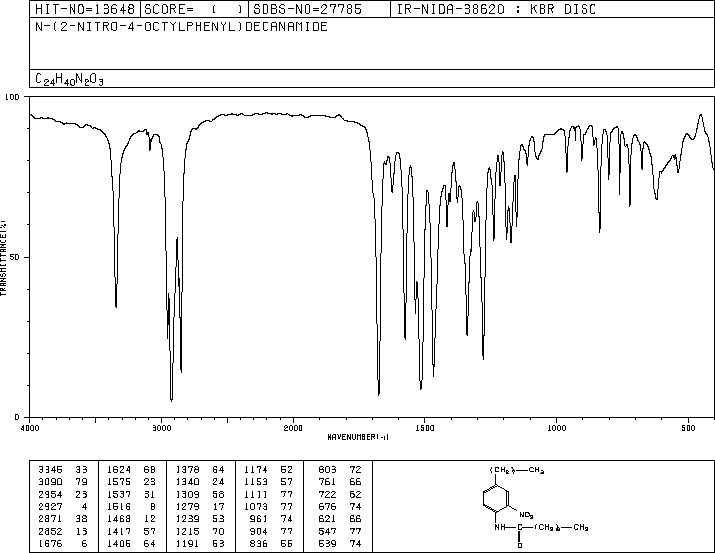 HIT-NO=13648 SCORE= ( ) SDBS-NO=27785 IR-NIDA-38620 : KBR DISC
N-(2-NITRO-4-OCTYLPHENYL)DECANAMIDE
C24H40N2O3
100
50
0
TRANSMITTANCE(%)
4000 3000 2000 1500 1000 500
WAVENUMBER(-1)
3345 33 1624 68 1378 64 1174 52 803 72
3090 79 1575 23 1340 24 1153 57 761 66
2954 23 1537 31 1309 58 1111 77 722 62
2927 4 1516 8 1279 17 1073 77 676 74
2871 38 1468 12 1239 53 961 74 621 66
2852 13 1417 57 1215 70 904 77 547 77
1676 6 1406 64 1191 53 836 55 539 74
NO2
NH
C
O
CH3